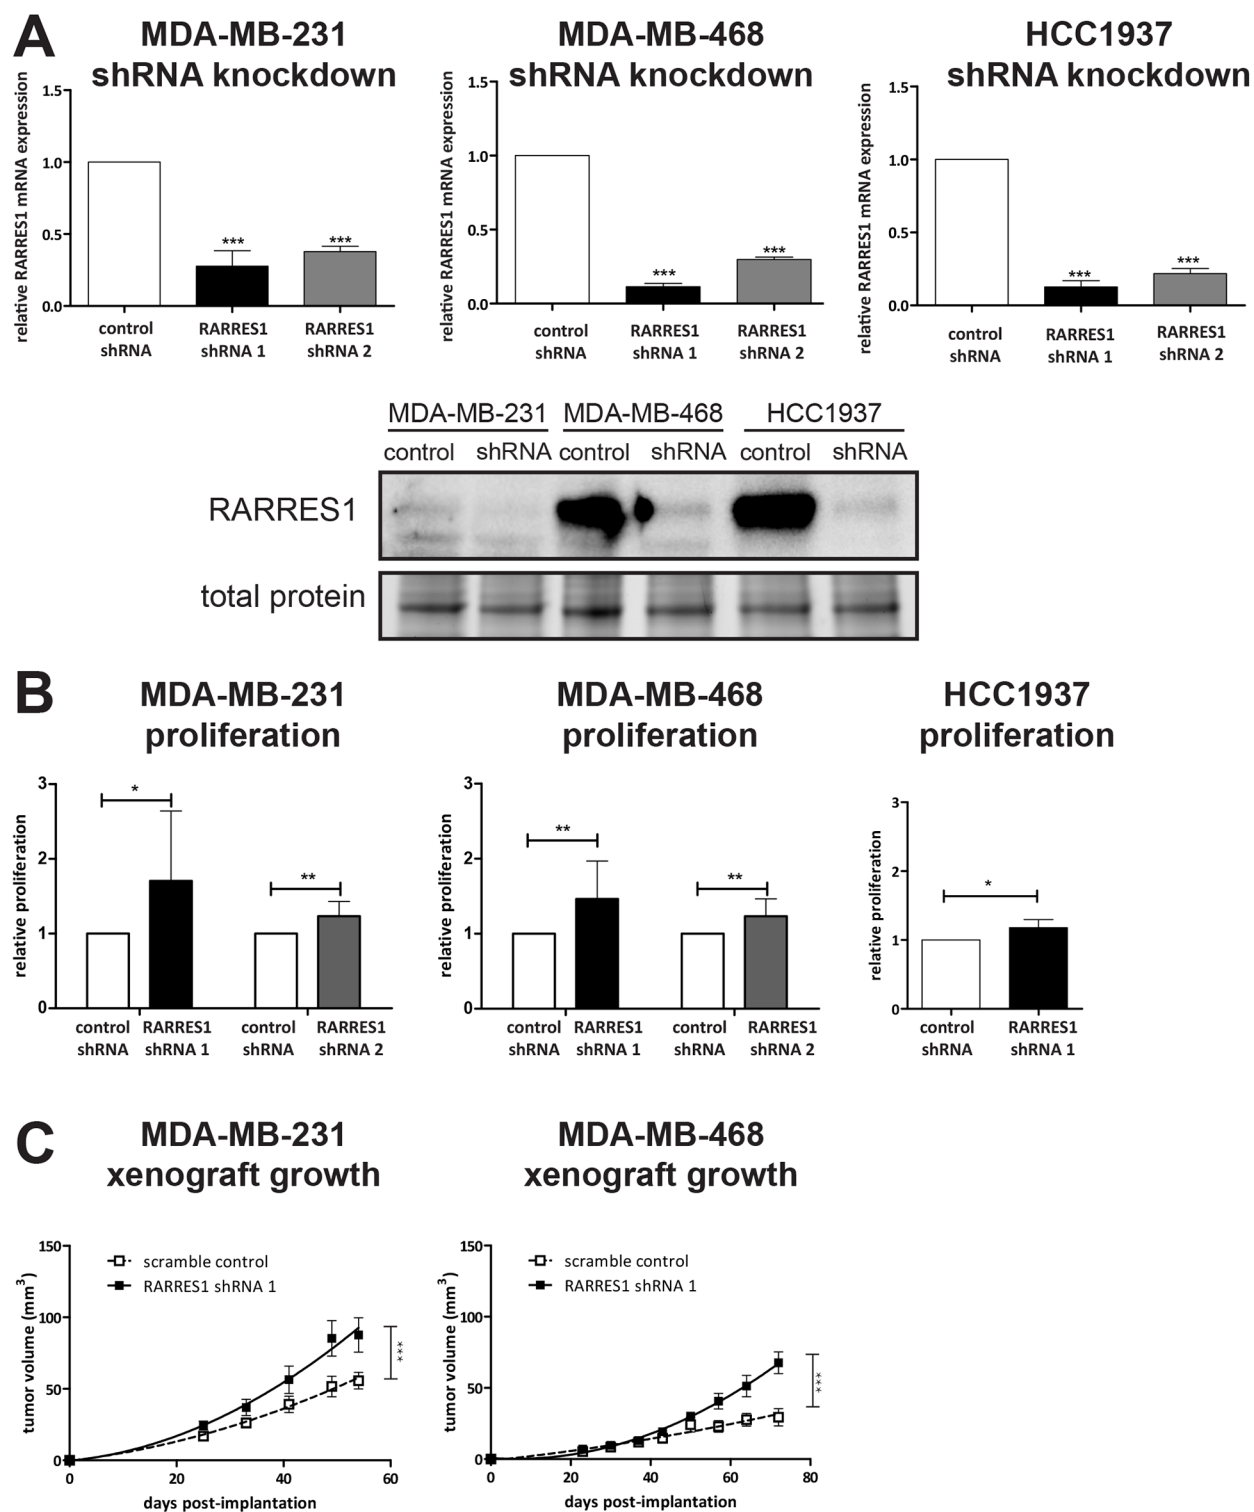 A
MDA-MB-231
shRNA knockdown
relative RARRES1 mRNA expression
1.5
1.0
0.5
0.0
***
***
control
shRNA
RARRES1
shRNA 1
RARRES1
shRNA 2
MDA-MB-468
shRNA knockdown
relative RARRES1 mRNA expression
1.5
1.0
0.5
0.0
***
***
control
shRNA
RARRES1
shRNA 1
RARRES1
shRNA 2
HCC1937
shRNA knockdown
relative RARRES1 mRNA expression
1.5
1.0
0.5
0.0
***
***
control
shRNA
RARRES1
shRNA 1
RARRES1
shRNA 2
MDA-MB-231 MDA-MB-468 HCC1937
control shRNA control shRNA control shRNA
RARRES1
total protein
B
MDA-MB-231
proliferation
relative proliferation
3
2
1
0
*
**
control
shRNA
RARRES1
shRNA 1
control
shRNA
RARRES1
shRNA 2
MDA-MB-468
proliferation
relative proliferation
3
2
1
0
**
**
control
shRNA
RARRES1
shRNA 1
control
shRNA
RARRES1
shRNA 2
HCC1937
proliferation
relative proliferation
3
2
1
0
*
control
shRNA
RARRES1
shRNA 1
C
MDA-MB-231
xenograft growth
tumor volume (mm3)
150
100
50
0
scramble control
RARRES1 shRNA 1
***
0 20 40 60
days post-implantation
MDA-MB-468
xenograft growth
tumor volume (mm3)
150
100
50
0
scramble control
RARRES1 shRNA 1
***
0 20 40 60 80
days post-implantation